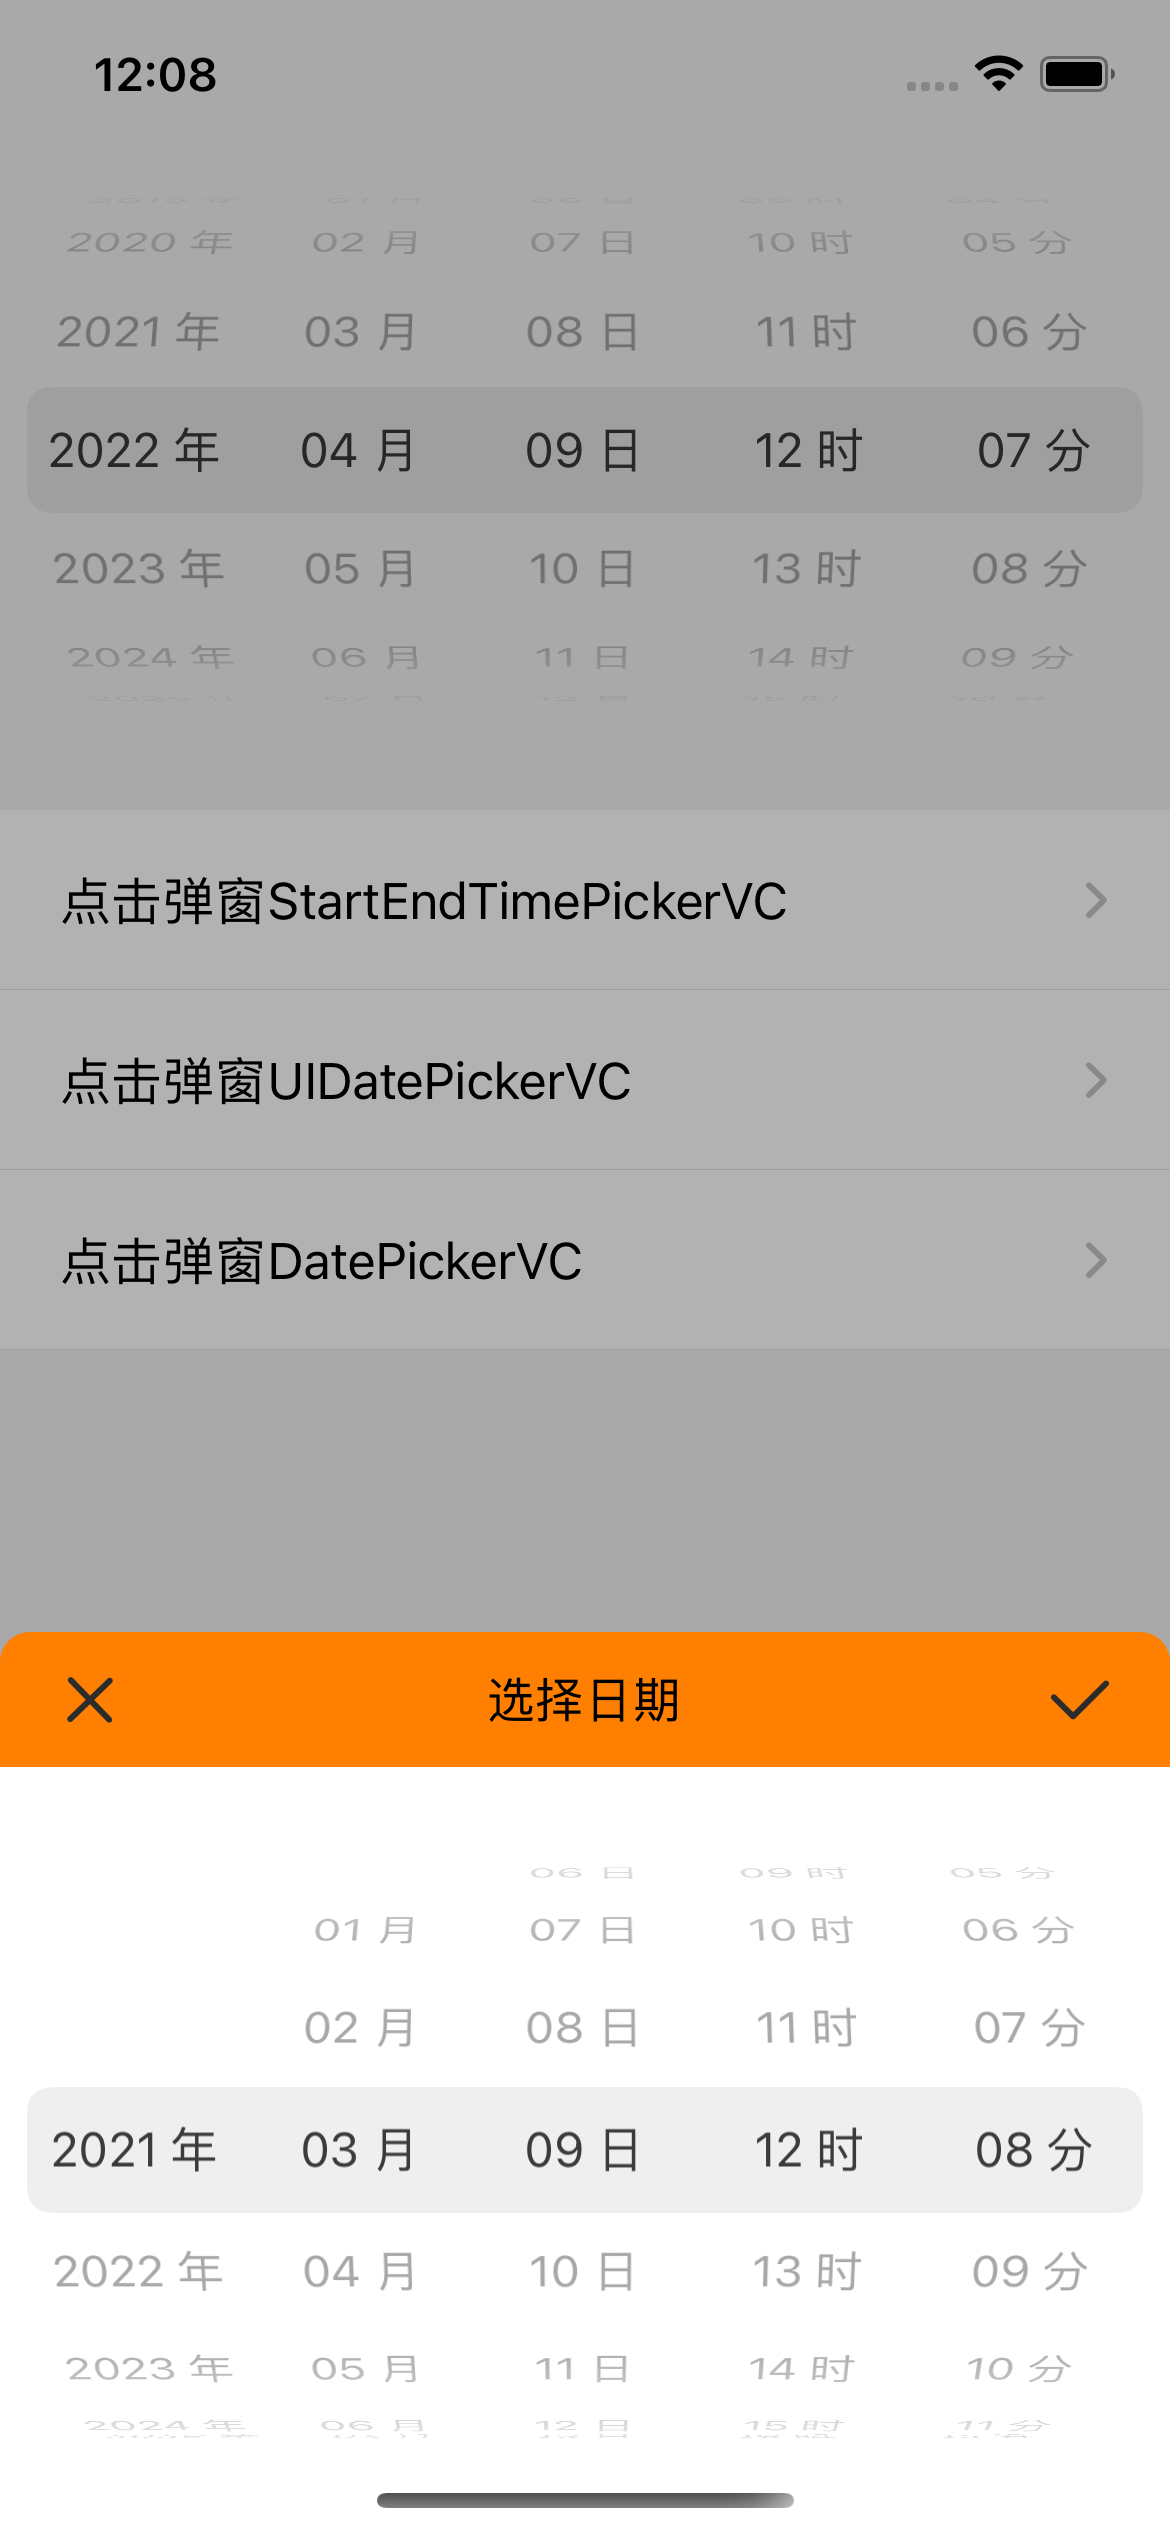 12:08
2020 年 02 月 07 日 10 时 05 分
2021 年 03 月 08 日 11 时 06 分
2022 年 04 月 09 日 12 时 07 分
2023 年 05 月 10 日 13 时 08 分
2024 年 06 月 11 日 14 时 09 分
点击弹窗StartEndTimePickerVC
点击弹窗UIDatePickerVC
点击弹窗DatePickerVC
选择日期
06 日 09 时 05 分
01 月 07 日 10 时 06 分
02 月 08 日 11 时 07 分
2021 年 03 月 09 日 12 时 08 分
2022 年 04 月 10 日 13 时 09 分
2023 年 05 月 11 日 14 时 10 分
2024 年 06 月 12 日 15 时 11 分